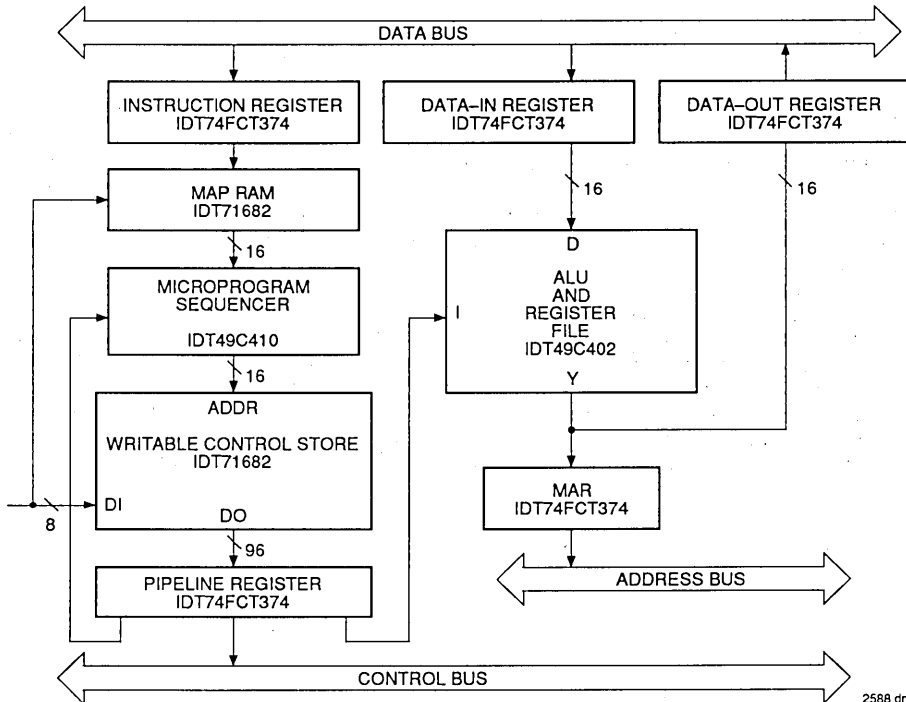 DATA BUS
INSTRUCTION REGISTER
IDT74FCT374
DATA–IN REGISTER
IDT74FCT374
DATA–OUT REGISTER
IDT74FCT374
MAP RAM
IDT71682
16
16
16
D
ALU
AND
REGISTER
FILE
IDT49C402
I
Y
MICROPROGRAM
SEQUENCER
IDT49C410
16
ADDR
WRITABLE CONTROL STORE
IDT71682
DI
8
DO
96
MAR
IDT74FCT374
PIPELINE REGISTER
IDT74FCT374
ADDRESS BUS
CONTROL BUS
2588 dr